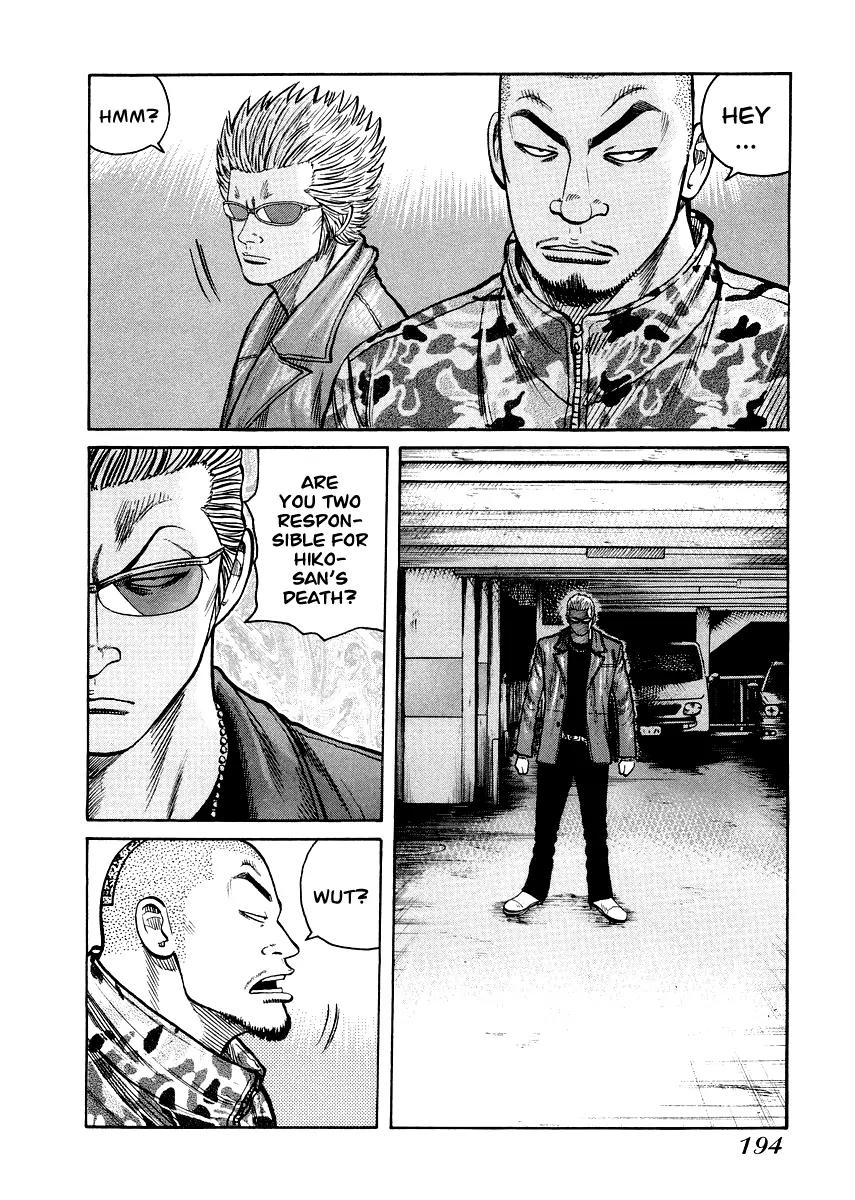 HEY
...
HMM?
ARE
YOU TWO
RESPON-
SIBLE FOR
HIKO-
SAN'S
DEATH?
WUT?
194